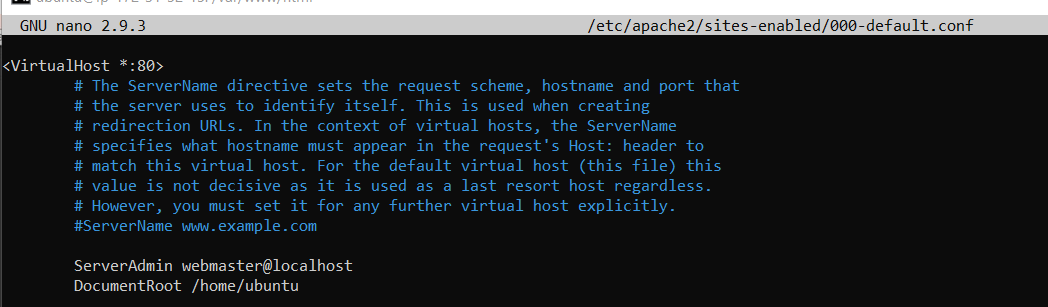 GNU nano 2.9.3 /etc/apache2/sites-enabled/000-default.conf
<VirtualHost *:80>
# The ServerName directive sets the request scheme, hostname and port that
# the server uses to identify itself. This is used when creating
# redirection URLs. In the context of virtual hosts, the ServerName
# specifies what hostname must appear in the request's Host: header to
# match this virtual host. For the default virtual host (this file) this
# value is not decisive as it is used as a last resort host regardless.
# However, you must set it for any further virtual host explicitly.
#ServerName www.example.com
ServerAdmin webmaster@localhost
DocumentRoot /home/ubuntu